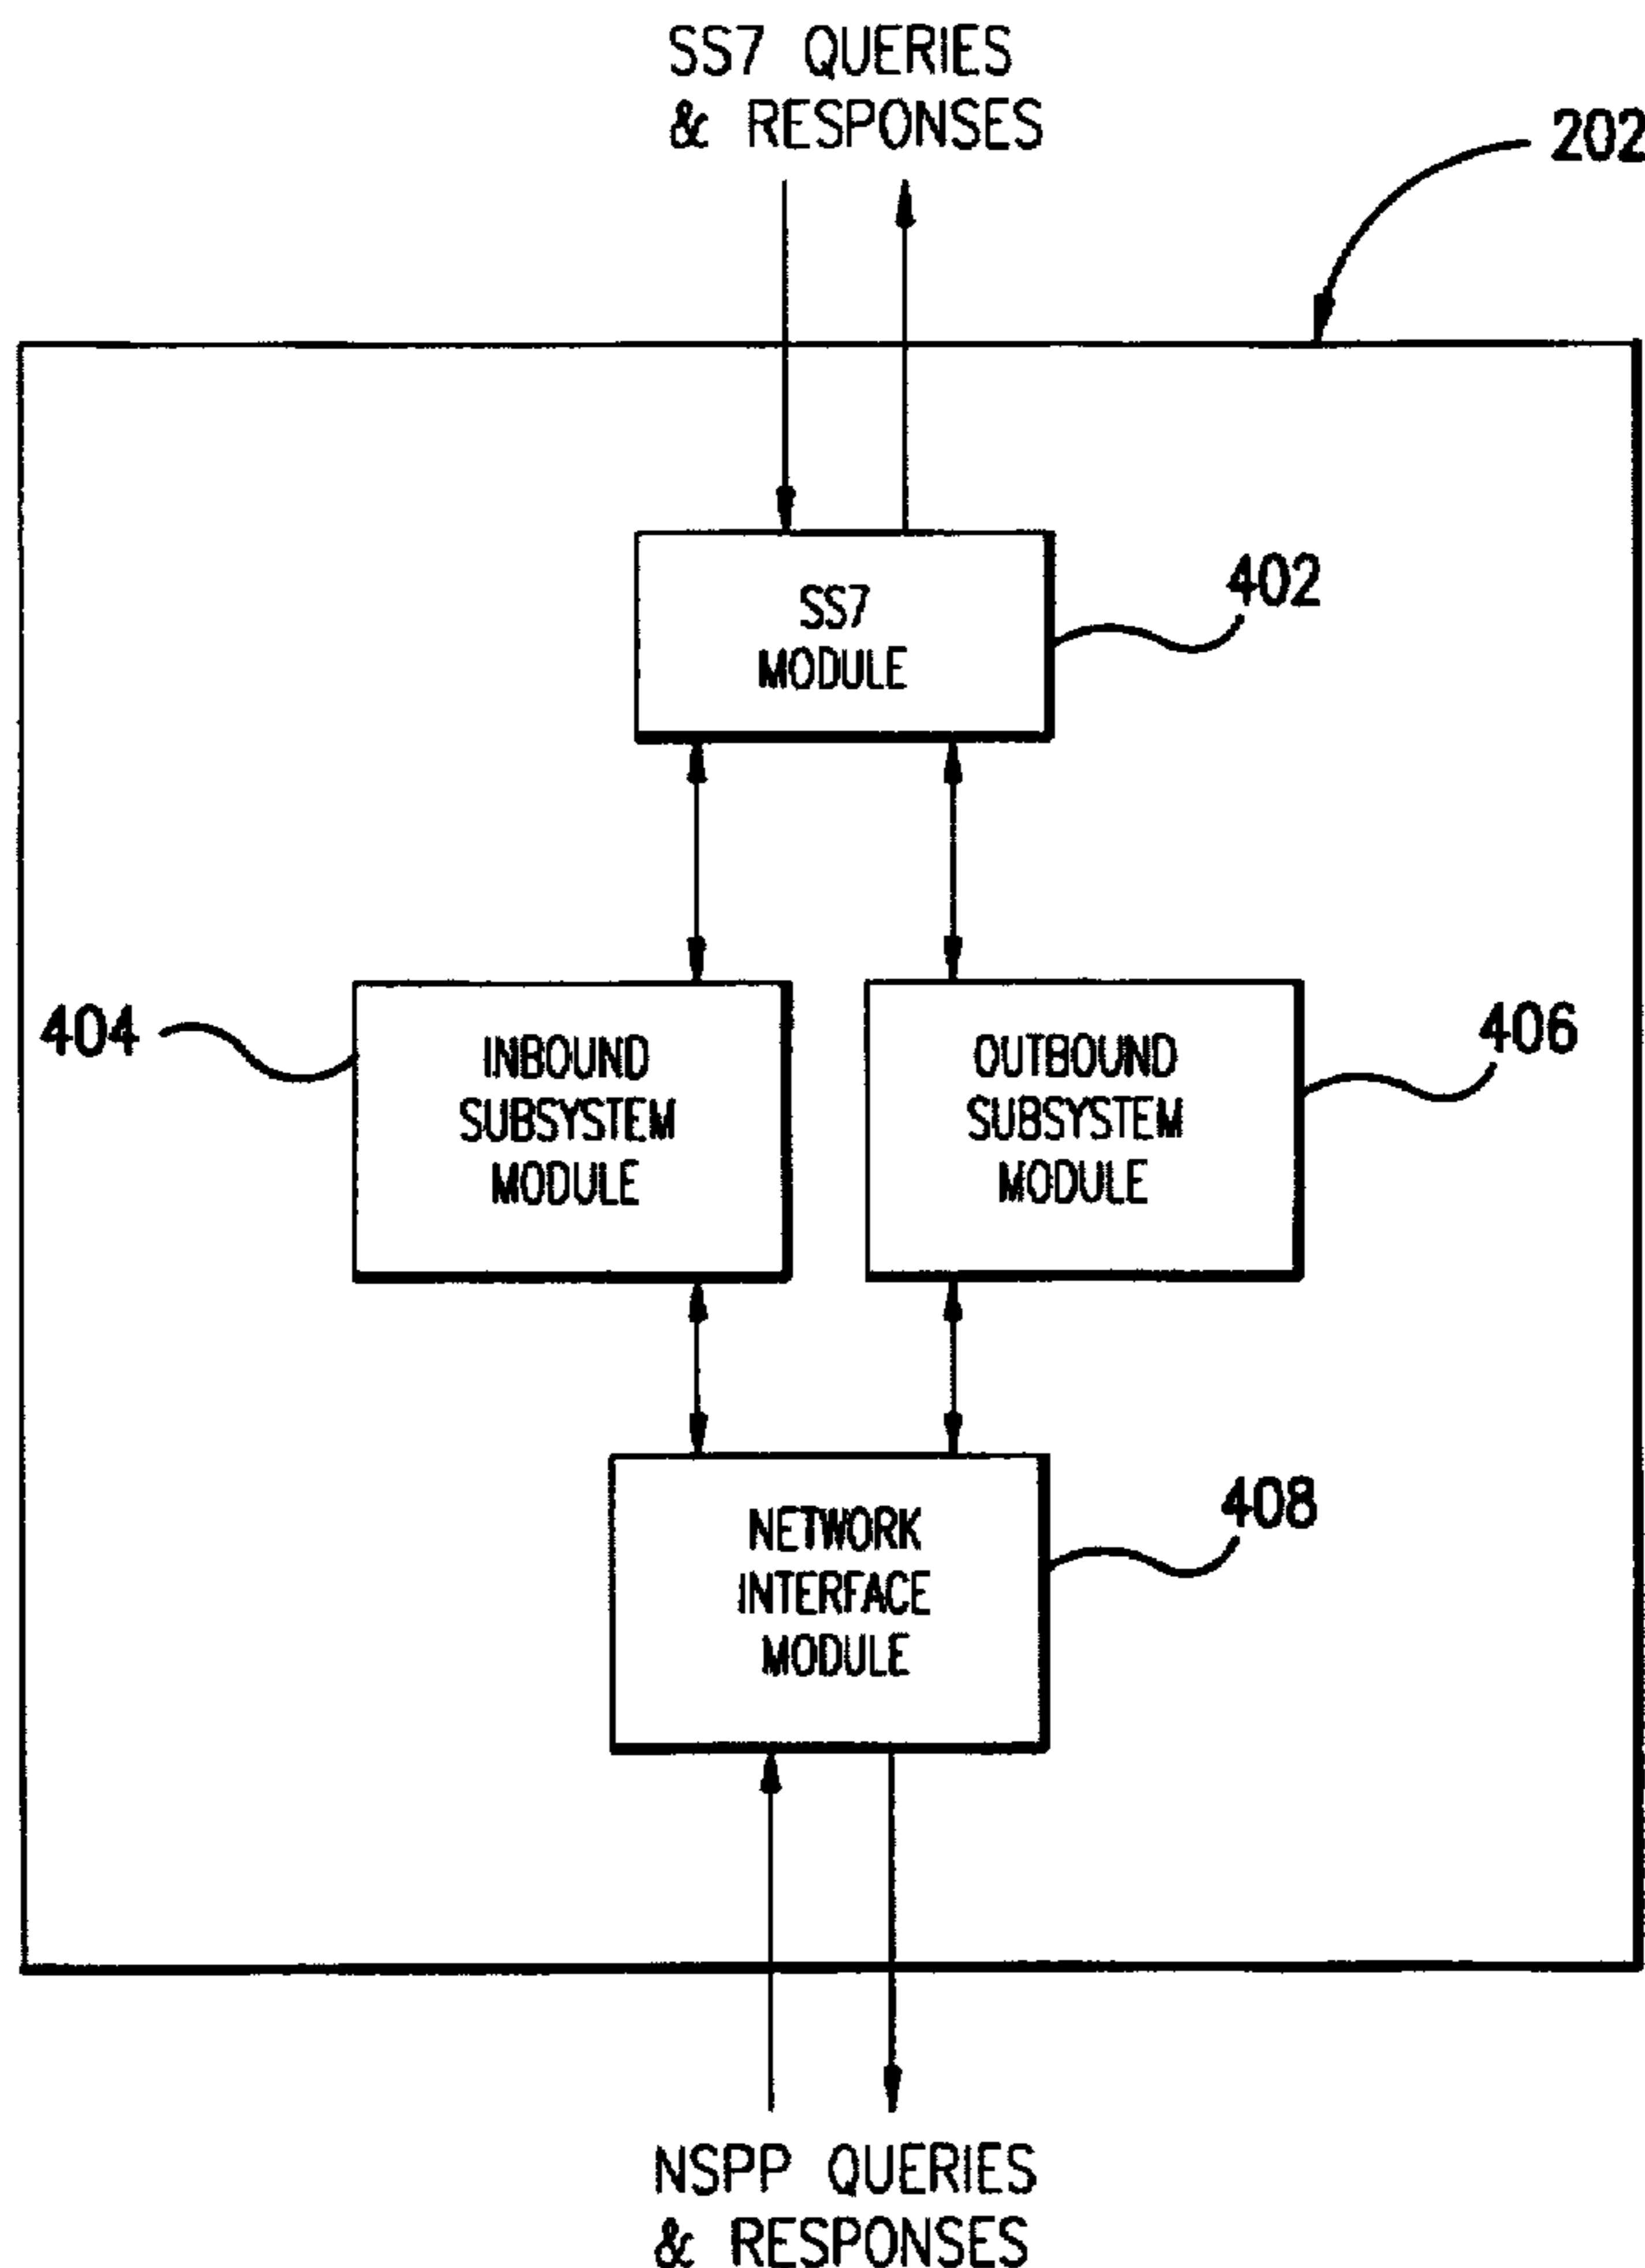 SS7 QUERIES
& RESPONSES
202
SS7
MODULE
402
404
INBOUND
SUBSYSTEM
MODULE
OUTBOUND
SUBSYSTEM
MODULE
406
NETWORK
INTERFACE
MODULE
408
NSPP QUERIES
& RESPONSES